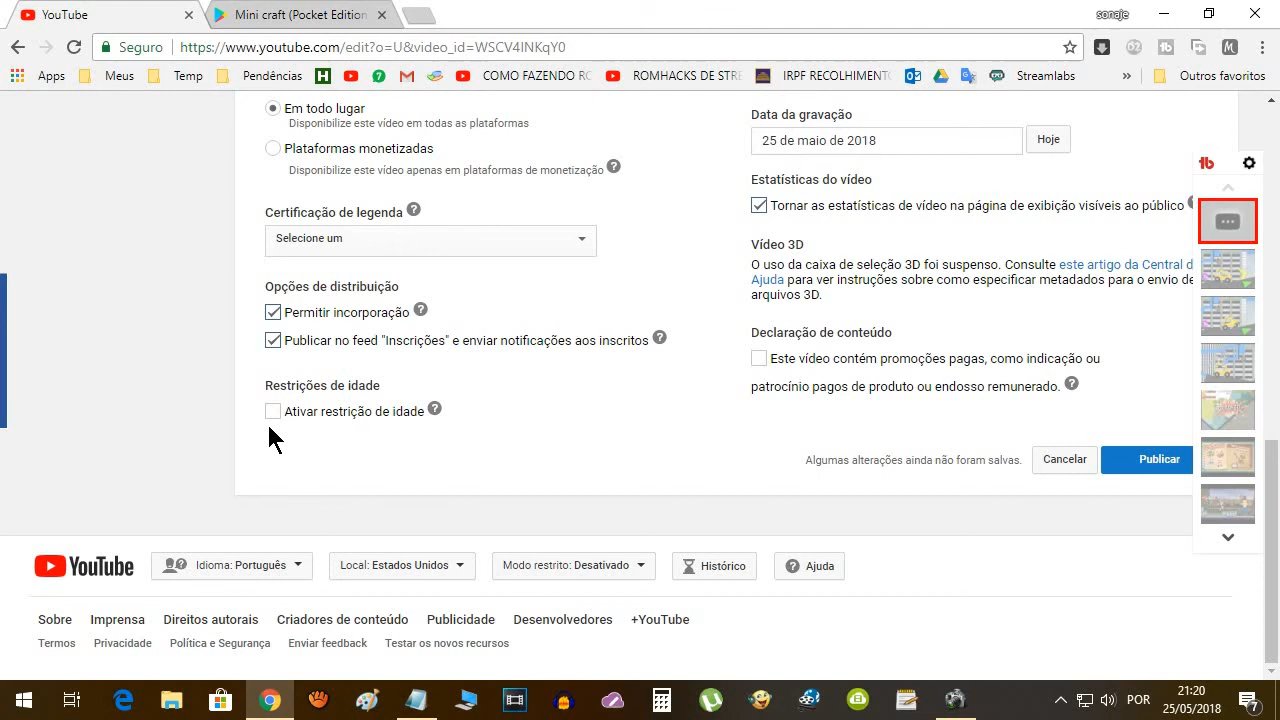 YouTube
Mini craft (Pocket Edition
sonaje
Seguro
https://www.youtube.com/edit?o=U&video_id=WSCV4INKqY0
Apps
Meus
Temp
Pendências
COMO FAZENDO RO
ROMHACKS DE STRE
IRPF RECOLHIMENTO
Streamlabs
»
Outros favoritos
Em todo lugar
Disponibilize este vídeo em todas as plataformas
Plataformas monetizadas
Disponibilize este vídeo apenas em plataformas de monetização
Certificação de legenda
Selecione um
Opções de distribuição
Permitir incorporação
Publicar no feed "Inscrições" e enviar notificações aos inscritos
Restrições de idade
Ativar restrição de idade
Data da gravação
25 de maio de 2018
Hoje
Estatísticas do vídeo
Tornar as estatísticas de vídeo na página de exibição visíveis ao público
Vídeo 3D
O uso da caixa de seleção 3D foi suspenso. Consulte este artigo da Central d
Ajuda para ver instruções sobre como especificar metadados para o envio de
arquivos 3D.
Declaração de conteúdo
Este vídeo contém promoções pagas, como indicação ou
patrocínio pagos de produto ou endosso remunerado.
Algumas alterações ainda não foram salvas.
Cancelar
Publicar
YouTube
Idioma: Português
Local: Estados Unidos
Modo restrito: Desativado
Histórico
Ajuda
Sobre
Imprensa
Direitos autorais
Criadores de conteúdo
Publicidade
Desenvolvedores
+YouTube
Termos
Privacidade
Política e Segurança
Enviar feedback
Testar os novos recursos
POR
21:20
25/05/2018
7